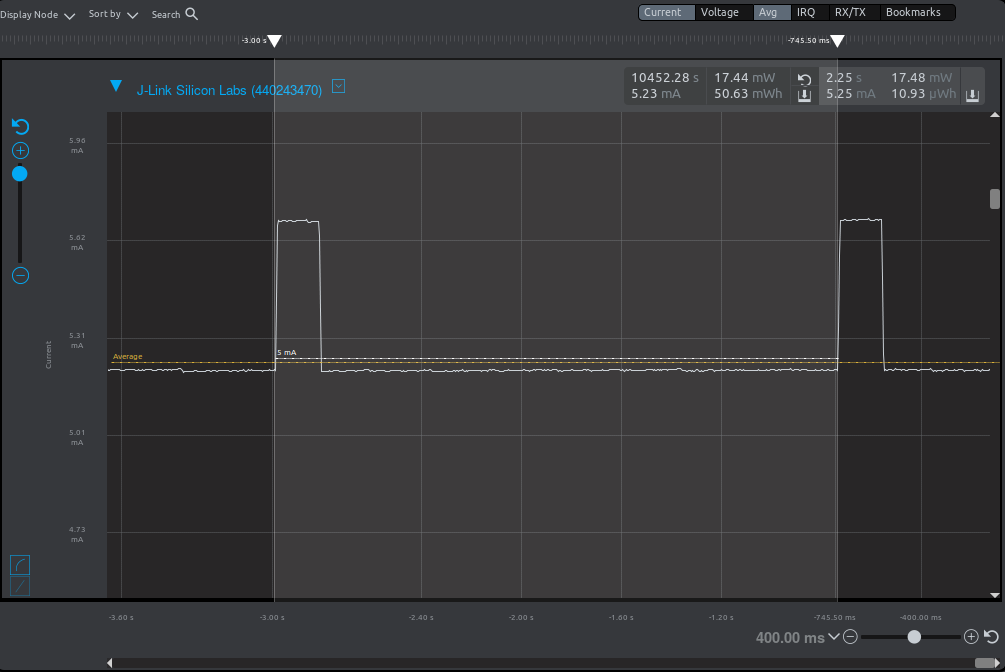 Display Node
Sort by
Search
Current
Voltage
Avg
IRQ
RX/TX
Bookmarks
-3.00 s
-745.50 ms
J-Link Silicon Labs (440243470)
10452.28 s 17.44 mW
5.23 mA 50.63 mWh
2.25 s 17.48 mW
5.25 mA 10.93 µWh
5.96
mA
5.62
mA
5.31
mA
5.01
mA
4.73
mA
Current
Average
5 mA
-3.60 s
-3.00 s
-2.40 s
-2.00 s
-1.60 s
-1.20 s
-745.50 ms
-400.00 ms
400.00 ms